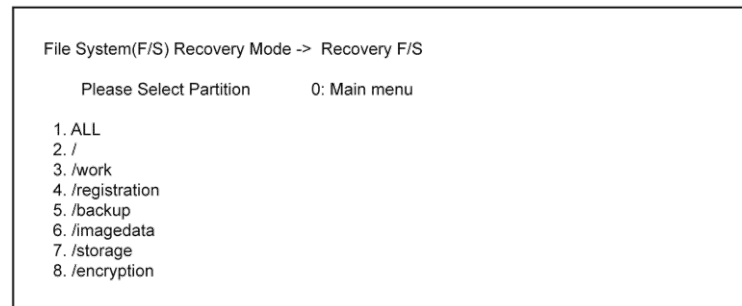 File System(F/S) Recovery Mode -> Recovery F/S
Please Select Partition 0: Main menu
1. ALL
2. /
3. /work
4. /registration
5. /backup
6. /imagedata
7. /storage
8. /encryption